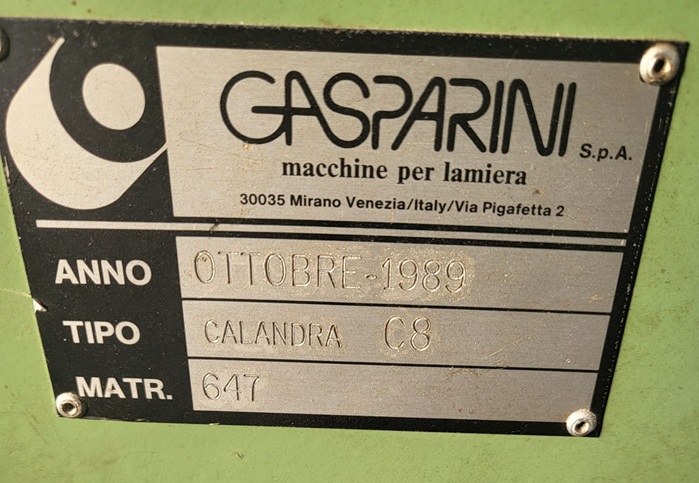 GASPARINI S.p.A.
macchine per lamiera
30035 Mirano Venezia/Italy/Via Pigafetta 2
ANNO OTTOBRE-1989
TIPO CALANDRA C8
MATR. 647